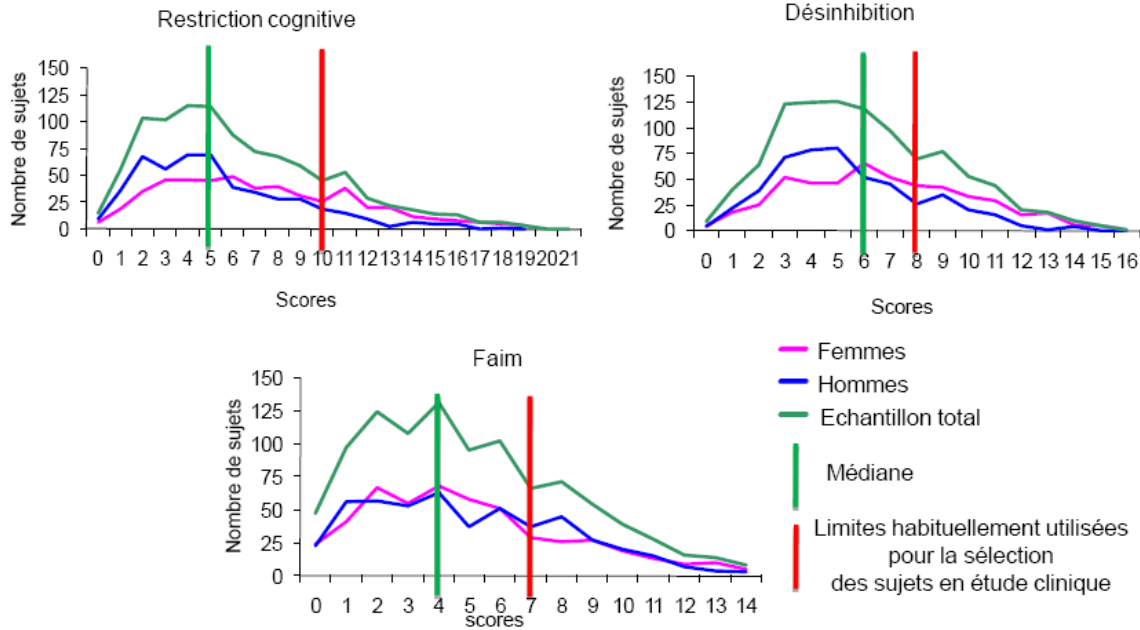 Restriction cognitive
Nombre de sujets
150
125
100
75
50
25
0
0 1 2 3 4 5 6 7 8 9 10 11 12 13 14 15 16 17 18 19 20 21
Scores
Désinhibition
Nombre de sujets
150
125
100
75
50
25
0
0 1 2 3 4 5 6 7 8 9 10 11 12 13 14 15 16
Scores
Faim
Nombre de sujets
150
125
100
75
50
25
0
0 1 2 3 4 5 6 7 8 9 10 11 12 13 14
scores
Femmes
Hommes
Echantillon total
Médiane
Limites habituellement utilisées
pour la sélection
des sujets en étude clinique